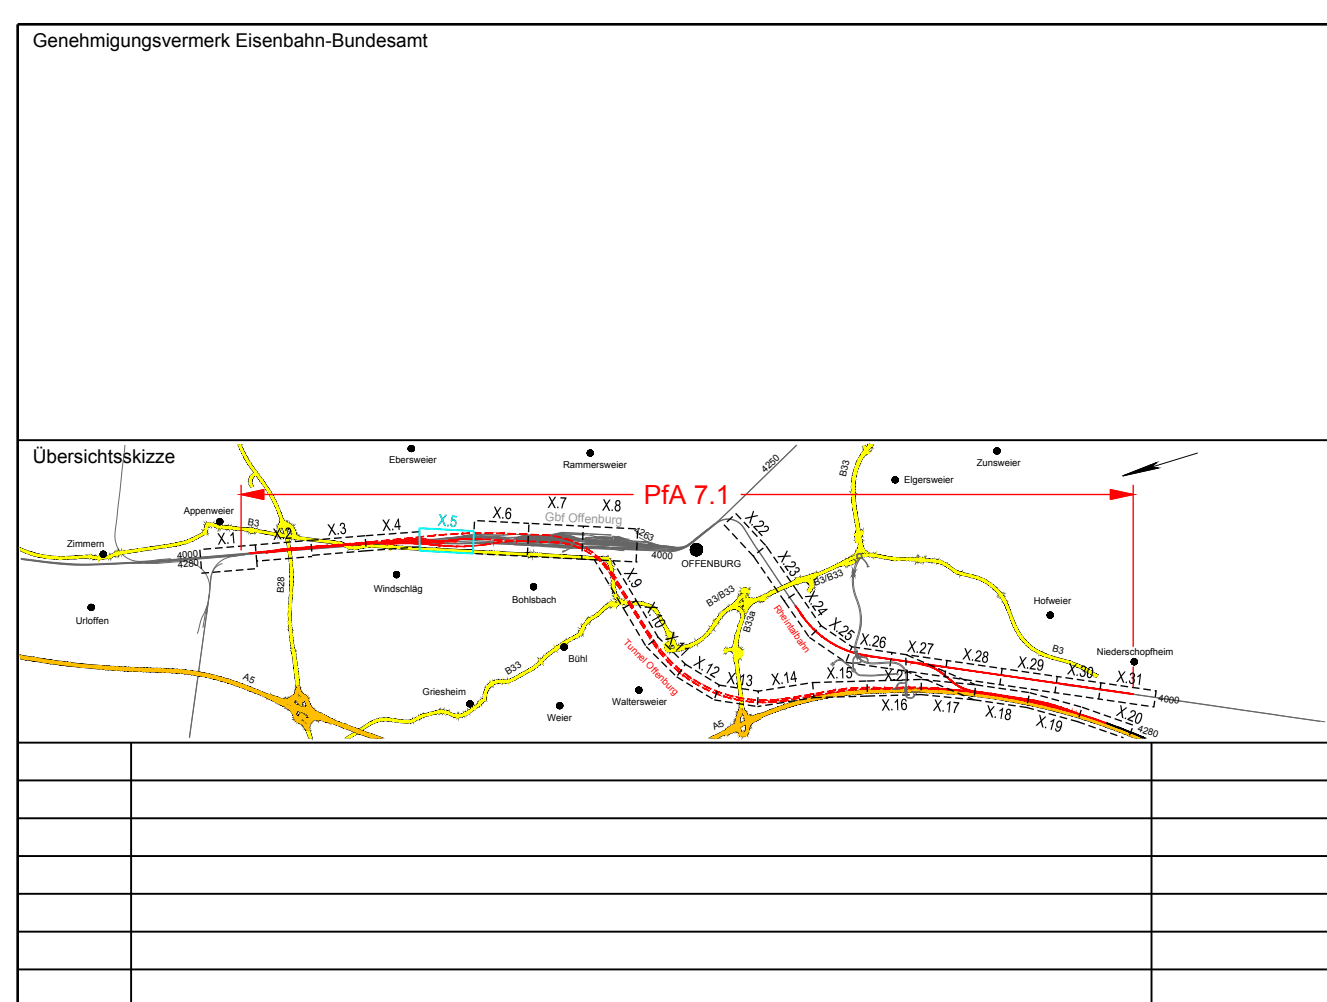 Genehmigungsvermerk Eisenbahn-Bundesamt
Übersichtsskizze
Ebersweier
Rammersweier
4250
B33
Zunsweier
Elgersweier
PfA 7.1
Appenweier
B3
X.1
X.2
X.3
X.4
X.5
X.6
X.7
X.8
Gbf Offenburg
4263
4000
OFFENBURG
X.22
Zimmern
4000
4280
X.23
B28
Windschläg
Bohlsbach
X.9
B3/B33
B3/B33
Urloffen
X.10
B33a
Rheintalbahn
X.24
Hofweier
X.25
X.26
X.27
X.28
X.29
X.30
X.31
B3
Niederschopfheim
4000
Bühl
B33
Tunnel Offenburg
X.11
X.12
X.13
X.14
X.15
X.21
X.16
X.17
X.18
X.19
X.20
4280
A5
Griesheim
Weier
Waltersweier
A5